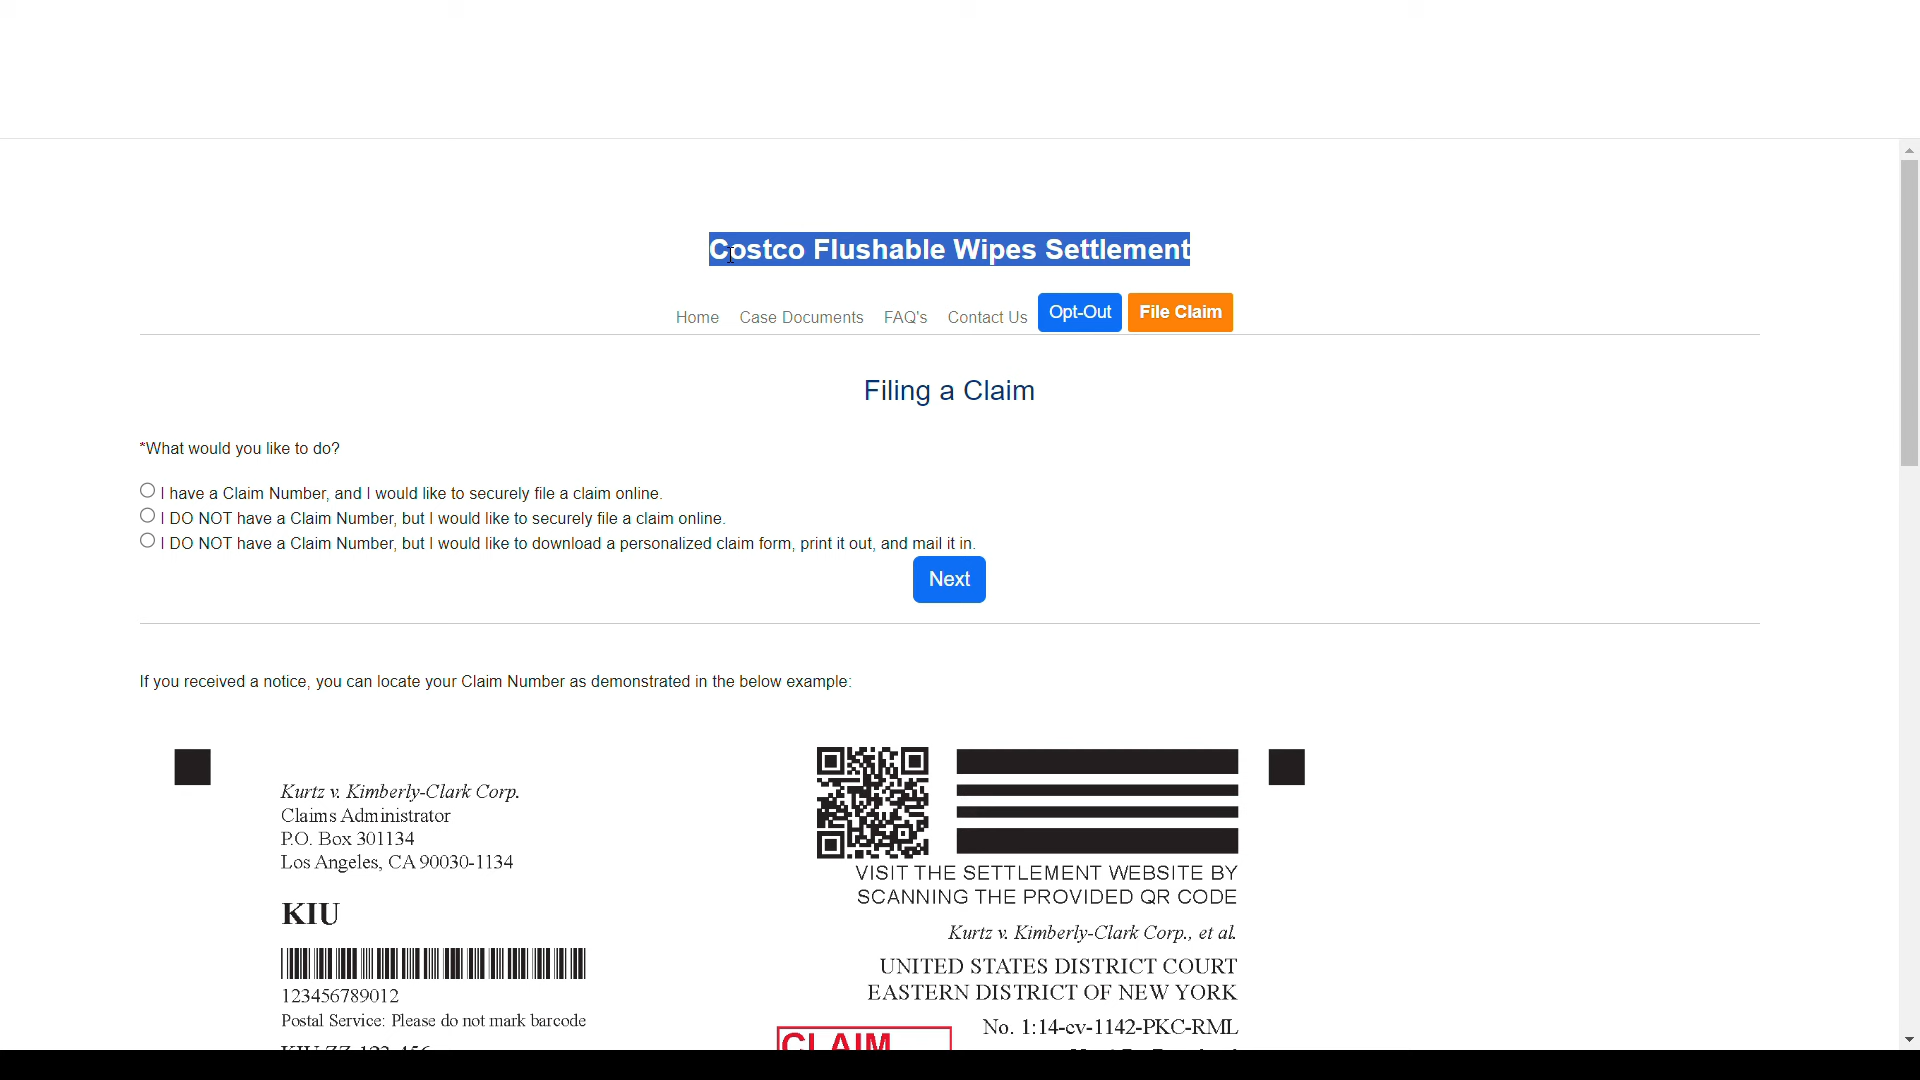 Costco Flushable Wipes Settlement
Home Case Documents FAQ's Contact Us Opt-Out File Claim
Filing a Claim
*What would you like to do?
I have a Claim Number, and I would like to securely file a claim online.
I DO NOT have a Claim Number, but I would like to securely file a claim online.
I DO NOT have a Claim Number, but I would like to download a personalized claim form, print it out, and mail it in.
Next
If you received a notice, you can locate your Claim Number as demonstrated in the below example:
Kurtz v. Kimberly-Clark Corp.
Claims Administrator
P.O. Box 301134
Los Angeles, CA 90030-1134
KIU
123456789012
Postal Service: Please do not mark barcode
VISIT THE SETTLEMENT WEBSITE BY
SCANNING THE PROVIDED QR CODE
Kurtz v. Kimberly-Clark Corp., et al.
UNITED STATES DISTRICT COURT
EASTERN DISTRICT OF NEW YORK
No. 1:14-cv-1142-PKC-RML
CLAIM